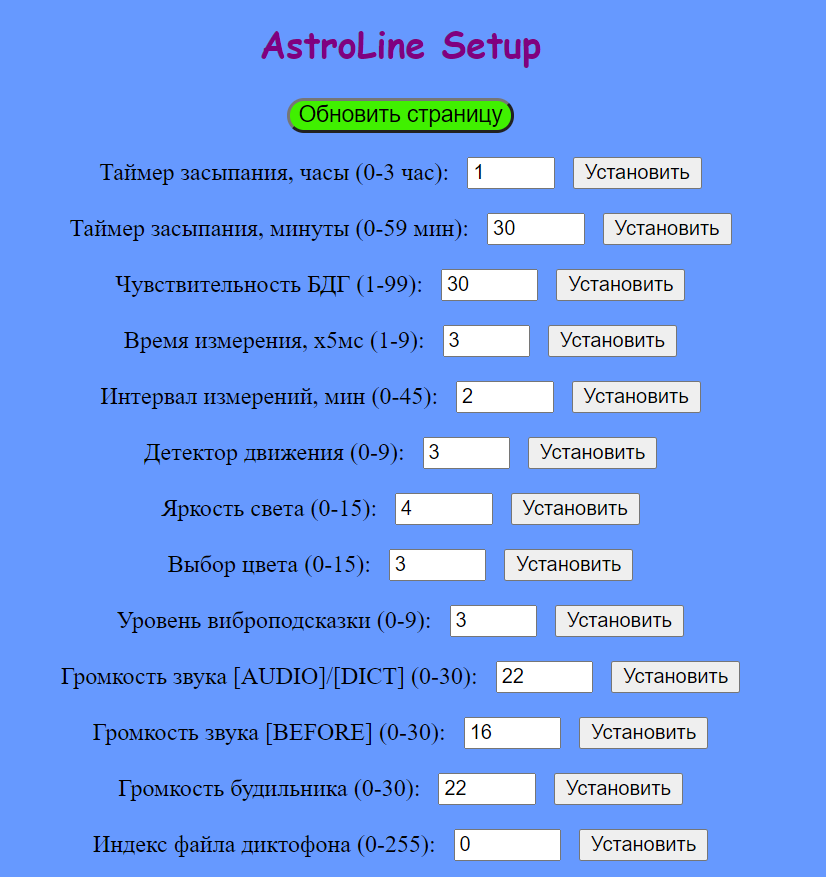 AstroLine Setup
Обновить страницу
Таймер засыпания, часы (0-3 час): 1 Установить
Таймер засыпания, минуты (0-59 мин): 30 Установить
Чувствительность БДГ (1-99): 30 Установить
Время измерения, x5мс (1-9): 3 Установить
Интервал измерений, мин (0-45): 2 Установить
Детектор движения (0-9): 3 Установить
Яркость света (0-15): 4 Установить
Выбор цвета (0-15): 3 Установить
Уровень виброподсказки (0-9): 3 Установить
Громкость звука [AUDIO]/[DICT] (0-30): 22 Установить
Громкость звука [BEFORE] (0-30): 16 Установить
Громкость будильника (0-30): 22 Установить
Индекс файла диктофона (0-255): 0 Установить